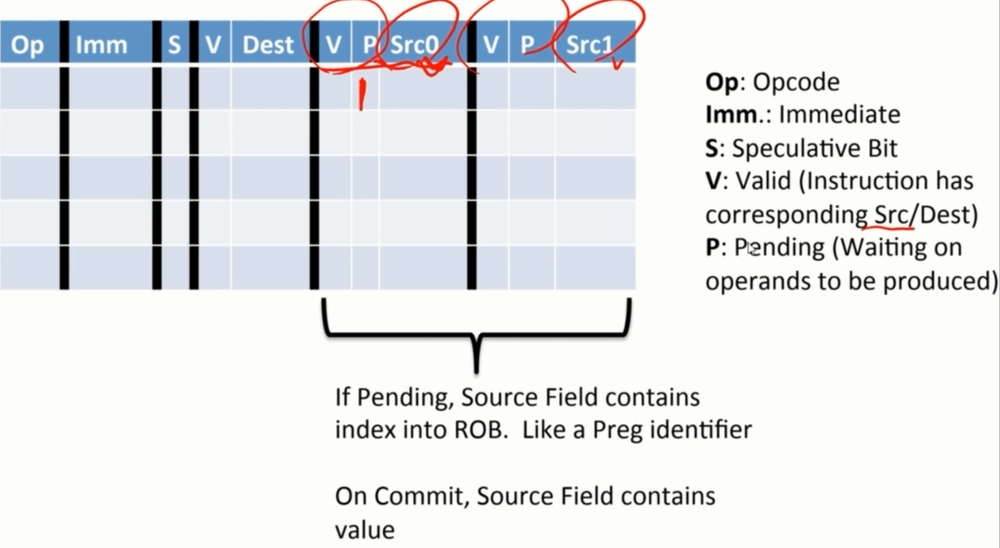 Op Imm S V Dest V P Src0 V P Src1
Op: Opcode
Imm.: Immediate
S: Speculative Bit
V: Valid (Instruction has
corresponding Src/Dest)
P: Pending (Waiting on
operands to be produced)
If Pending, Source Field contains
index into ROB. Like a Preg identifier
On Commit, Source Field contains
value